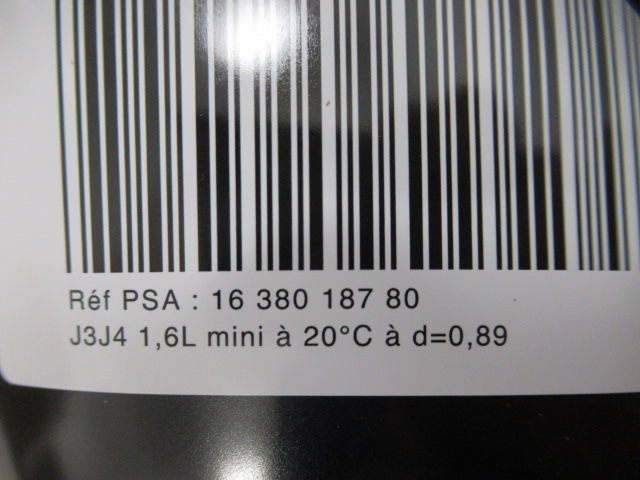 Réf PSA : 16 380 187 80
J3J4 1,6L mini à 20°C à d=0,89